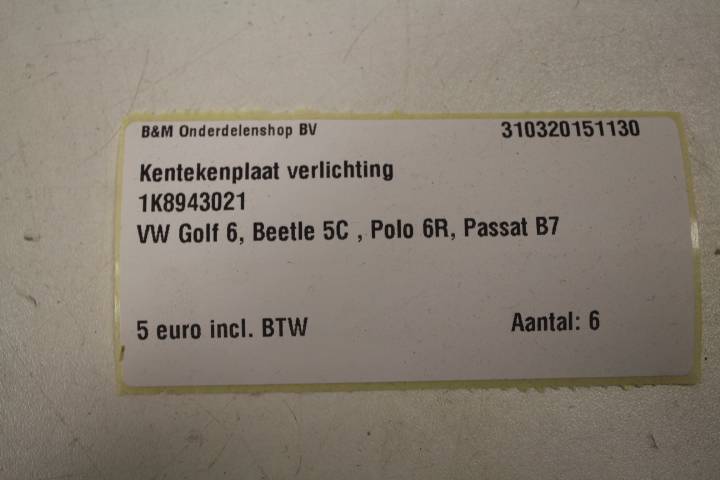 B&M Onderdelenshop BV 310320151130
Kentekenplaat verlichting
1K8943021
VW Golf 6, Beetle 5C , Polo 6R, Passat B7
5 euro incl. BTW Aantal: 6